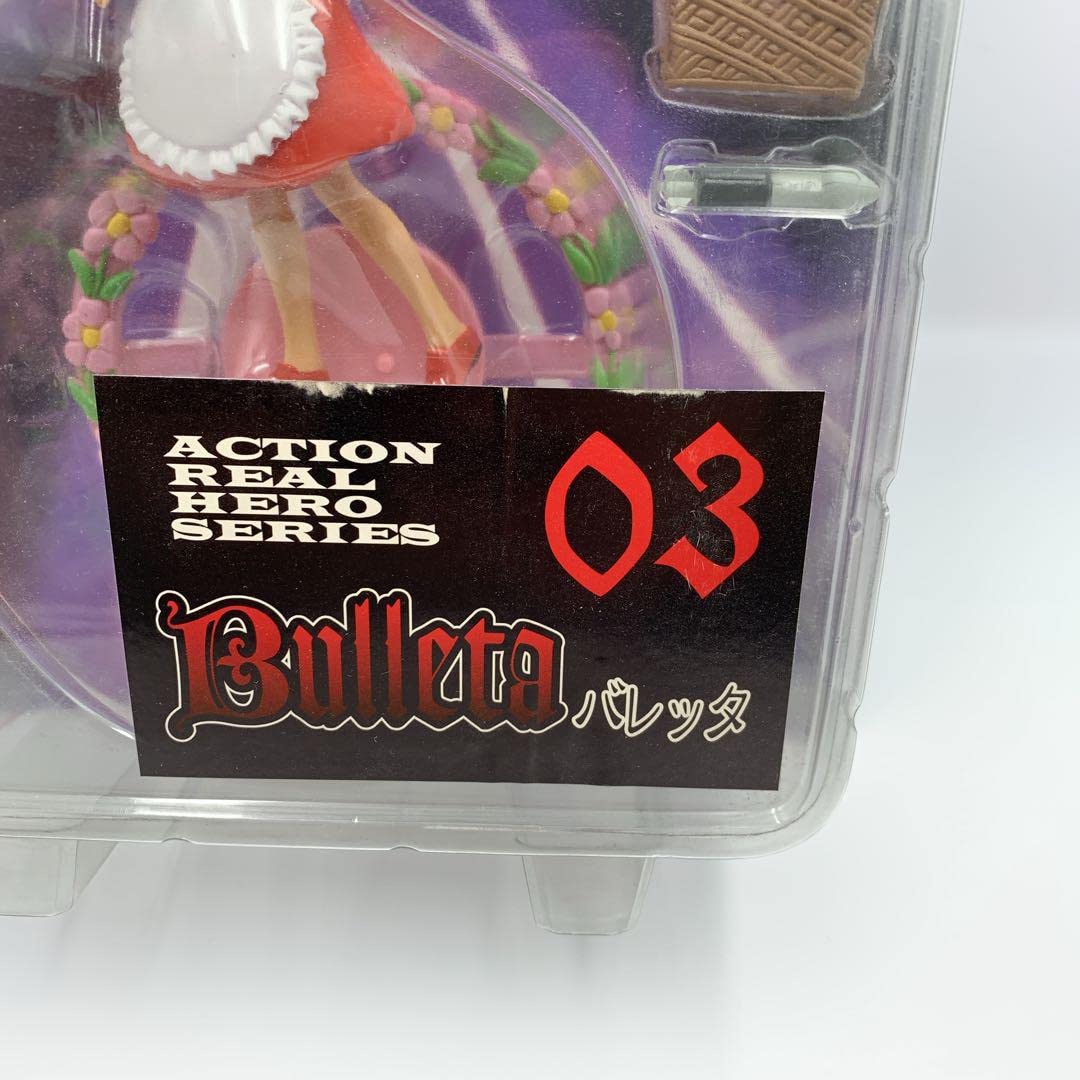 ACTION
REAL
HERO
SERIES
03
Bulleta バレッタ